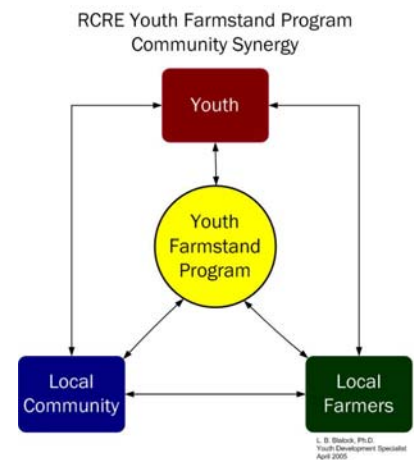 RCRE Youth Farmstand Program
Community Synergy
Youth
Youth
Farmstand
Program
Local
Community
Local
Farmers
L. B. Blalock, Ph.D.
Youth Development Specialist
April 2005